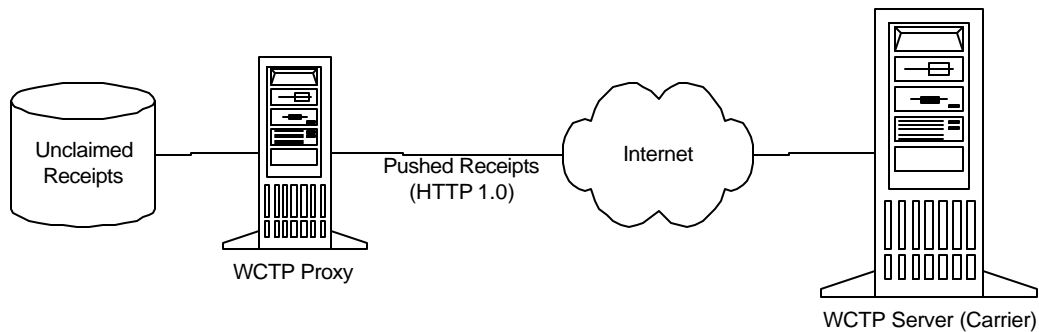 Unclaimed
Receipts
WCTP Proxy
Pushed Receipts
(HTTP 1.0)
Internet
WCTP Server (Carrier)